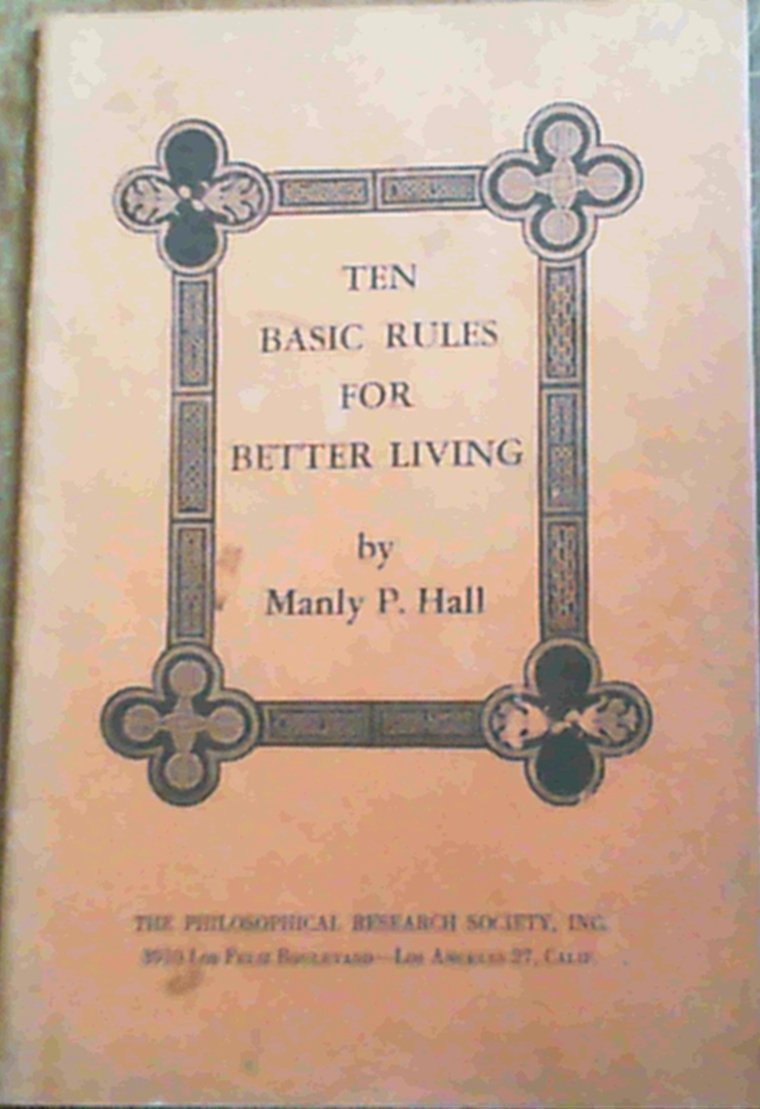 TEN
BASIC RULES
FOR
BETTER LIVING
by
Manly P. Hall
THE PHILOSOPHICAL RESEARCH SOCIETY, INC.
3910 LOS FELIZ BOULEVARD—LOS ANGELES 27, CALIF.